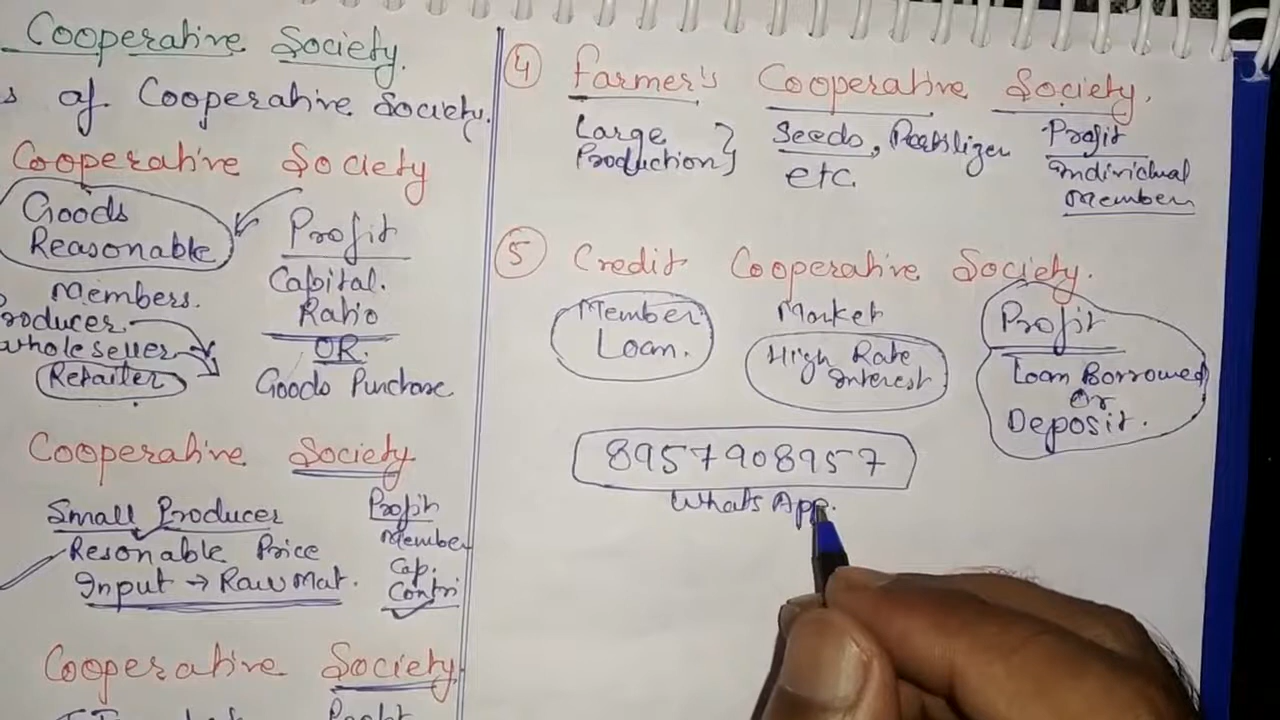 Cooperative Society.
s of Cooperative Society.
Cooperative Society
Goods
Reasonable
Members.
roducer
wholeseller
Retailer
Profit
Capital.
Ratio
OR.
Goods Purchase
Cooperative Society
Small Producer
Resonable Price
Input → Raw Mat.
Profit
Member
Cap.
Contri
Cooperative Society
④ Farmer's Cooperative Society.
Large
Production
Seeds,
etc.
Profit
individual
Member
⑤ Credit Cooperative Society.
Member
Loan.
Market
High Rate
interest
Profit
Loan Borrowed
Or
Deposit.
8957908957
WhatsApp.